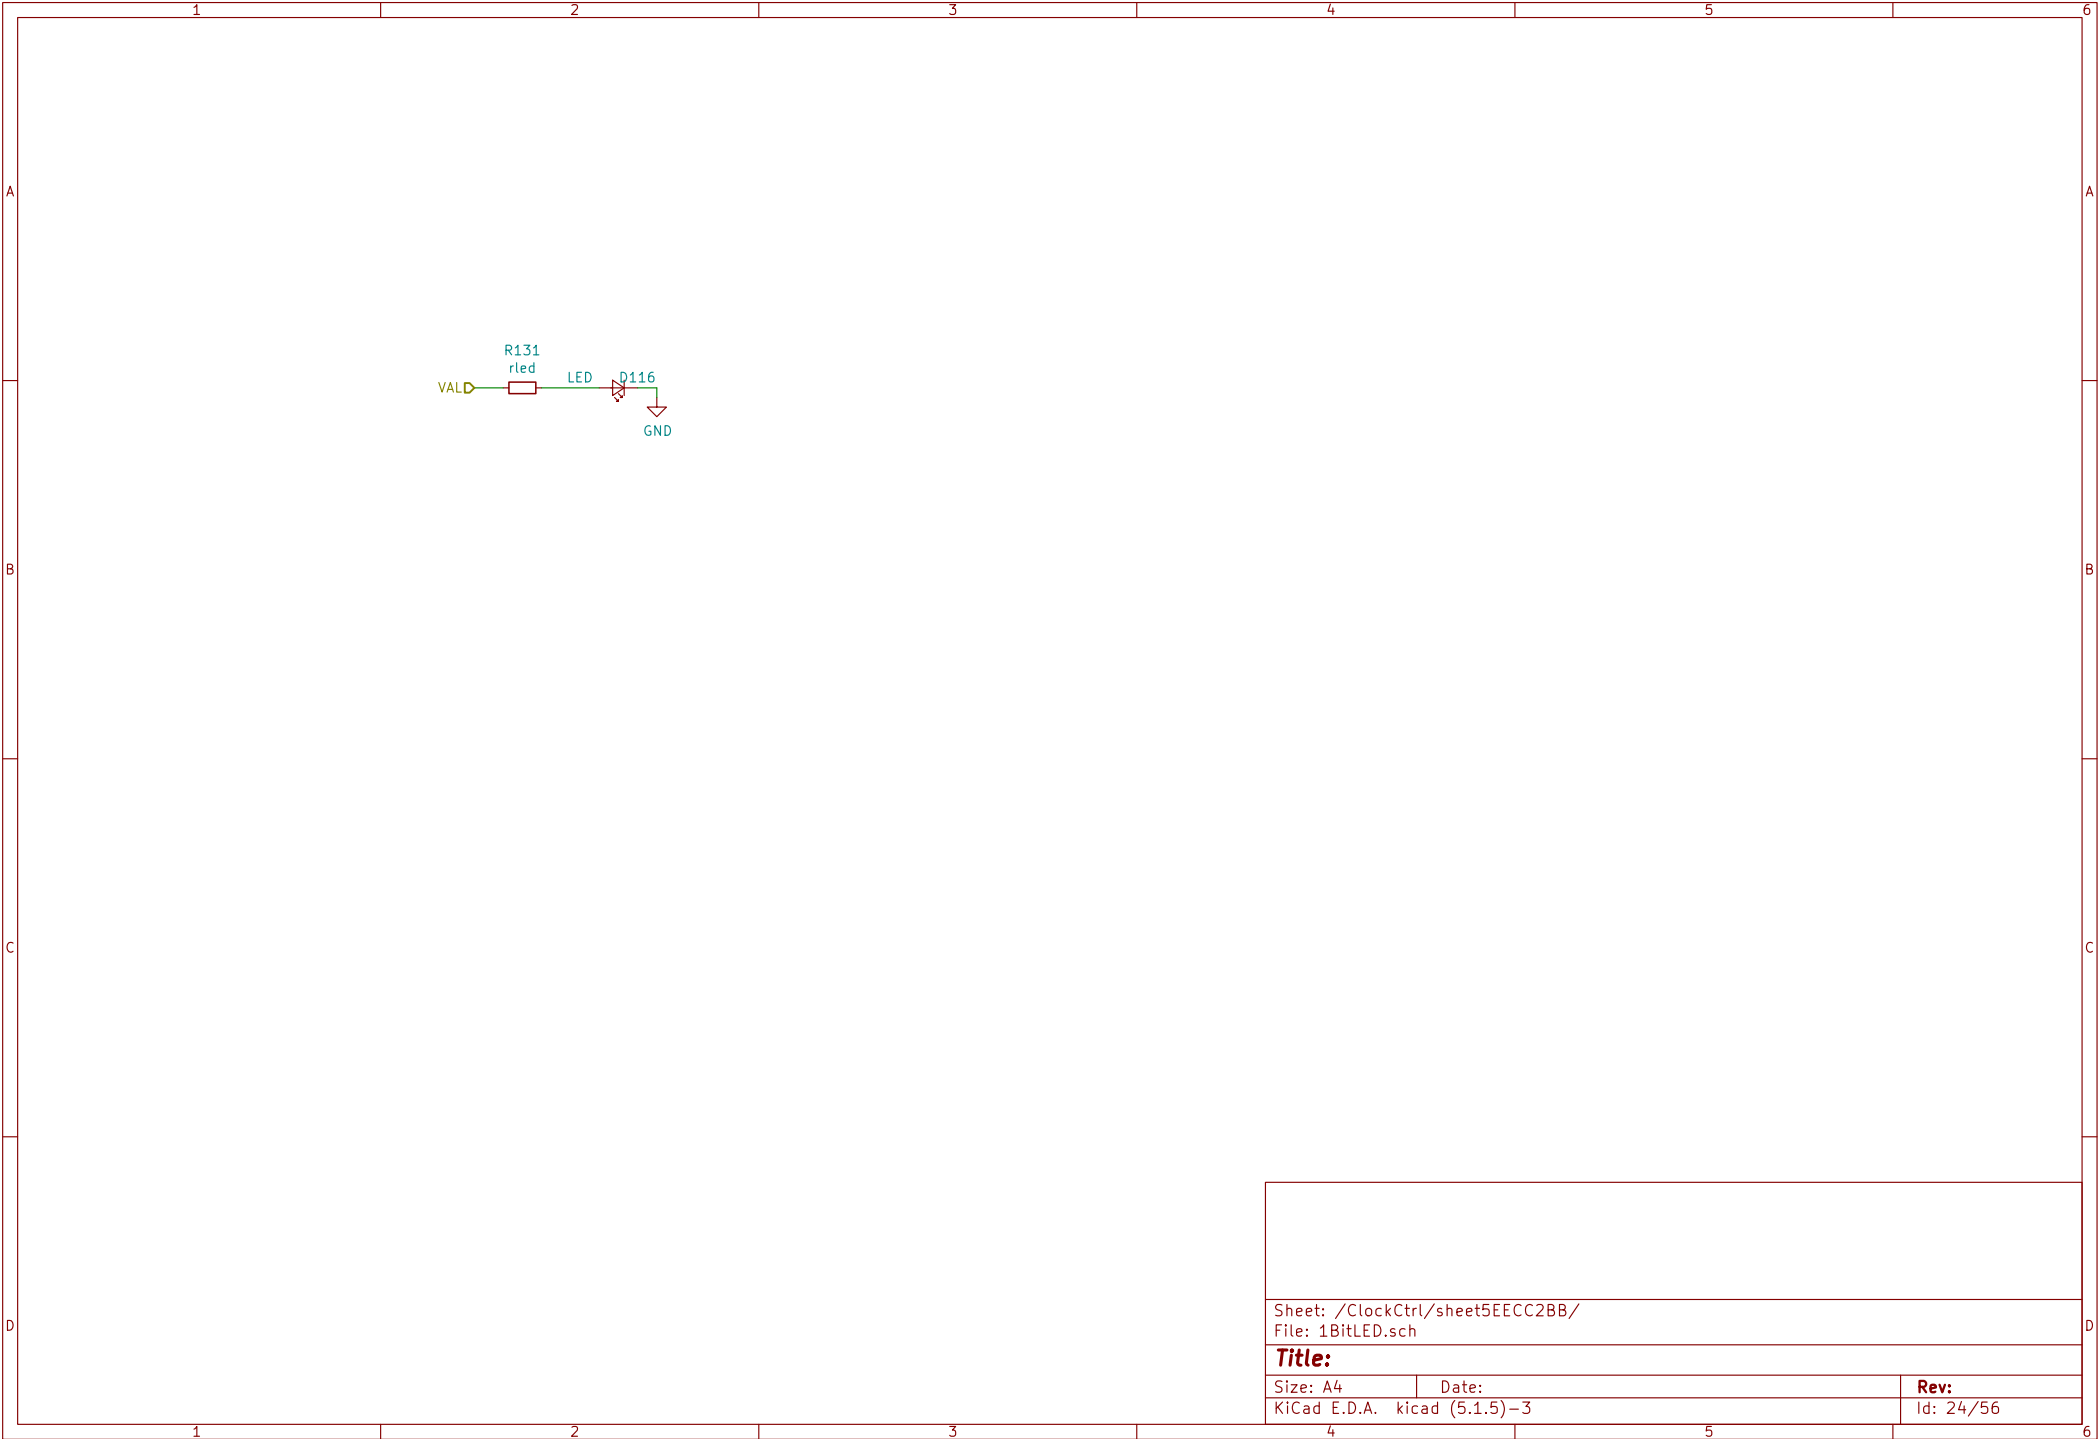 1 2 3 4 5 6
A A
R131
rled
LED D116
VAL
GND
B B
C C
Sheet: /ClockCtrl/sheet5EECC2BB/
File: 1BitLED.sch
D D
Title:
Size: A4 Date: Rev:
KiCad E.D.A. kicad (5.1.5)-3 Id: 24/56
1 2 3 4 5 6